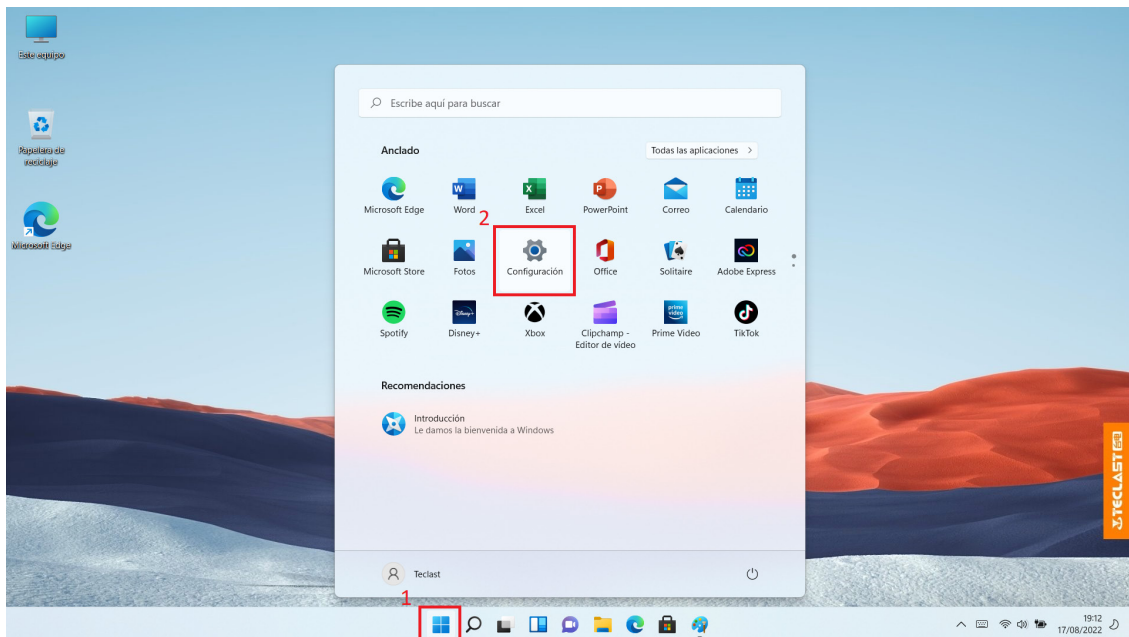 Este equipo
Papelera de
reciclaje
Microsoft Edge
Escribe aquí para buscar
Anclado
Todas las aplicaciones
Microsoft Edge
Word
Excel
PowerPoint
Correo
Calendario
2
Microsoft Store
Fotos
Configuración
Office
Solitaire
Adobe Express
Spotify
Disney+
Xbox
Clipchamp -
Editor de vídeo
prime
video
Prime Video
TikTok
Recomendaciones
Introducción
Le damos la bienvenida a Windows
Teclast
1
TECLAST
19:12
17/08/2022